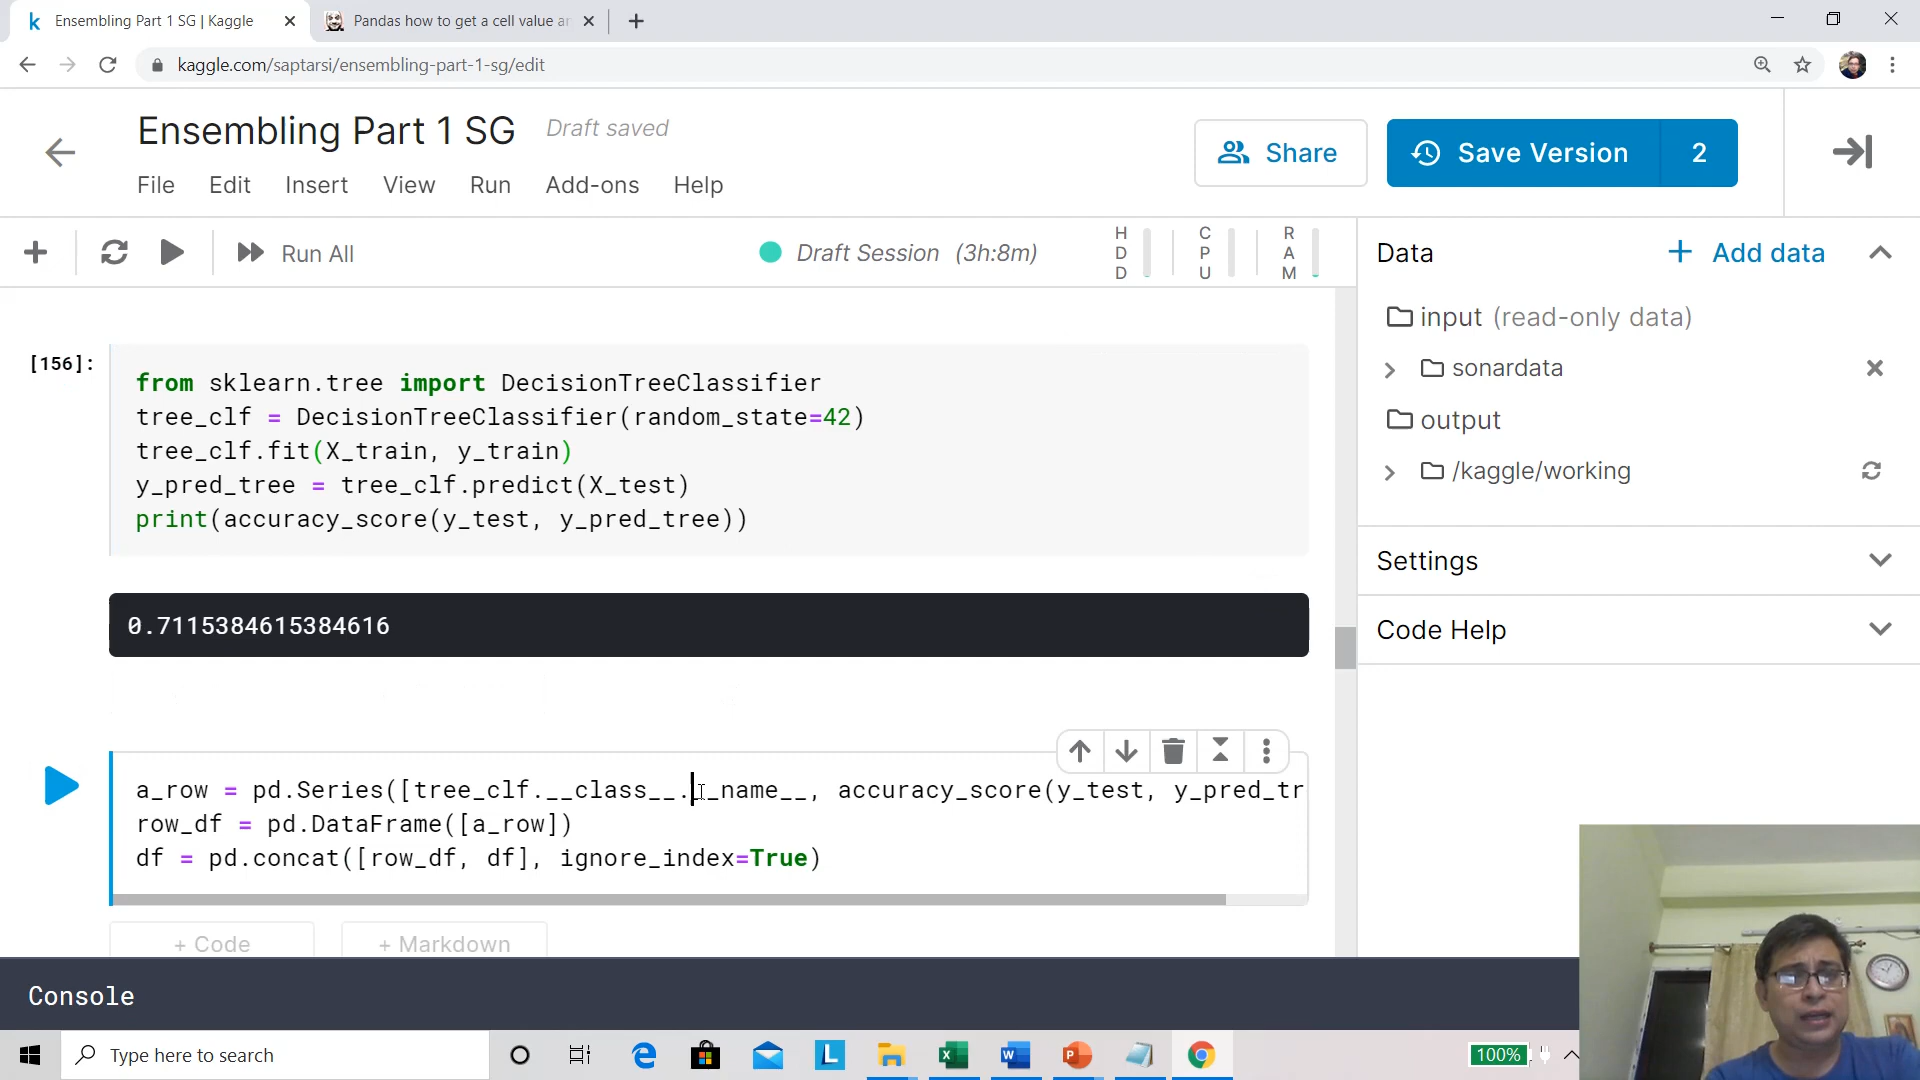 Ensembling Part 1 SG | Kaggle
Pandas how to get a cell value an
kaggle.com/saptarsi/ensembling-part-1-sg/edit
Ensembling Part 1 SG
Draft saved
Share
Save Version
2
File
Edit
Insert
View
Run
Add-ons
Help
Run All
Draft Session (3h:8m)
HDD
CPU
RAM
Data
Add data
input (read-only data)
sonardata
output
/kaggle/working
Settings
Code Help
[156]:
from sklearn.tree import DecisionTreeClassifier
tree_clf = DecisionTreeClassifier(random_state=42)
tree_clf.fit(X_train, y_train)
y_pred_tree = tree_clf.predict(X_test)
print(accuracy_score(y_test, y_pred_tree))
0.7115384615384616
a_row = pd.Series([tree_clf.__class__.__name__, accuracy_score(y_test, y_pred_tr
row_df = pd.DataFrame([a_row])
df = pd.concat([row_df, df], ignore_index=True)
+ Code
+ Markdown
Console
Type here to search
100%